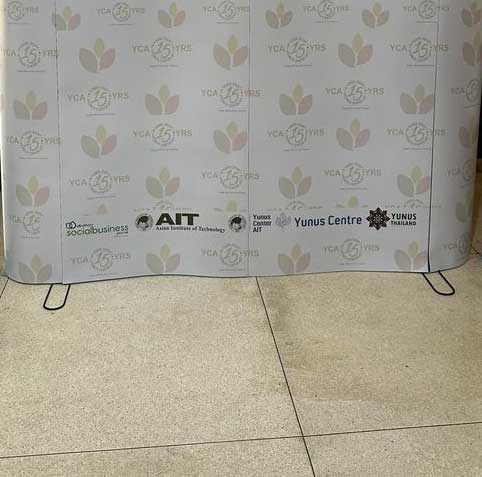 YCA 15 YRS
socialbusiness
AIT
Asian Institute of Technology
Yunus
Center
AIT
Yunus Centre
YUNUS
THAILAND